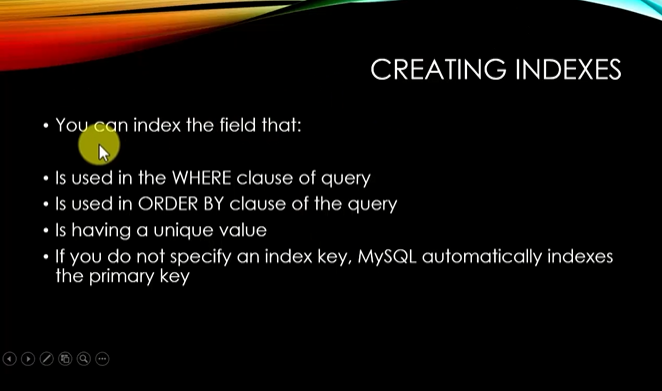 CREATING INDEXES
• You can index the field that:
• Is used in the WHERE clause of query
• Is used in ORDER BY clause of the query
• Is having a unique value
• If you do not specify an index key, MySQL automatically indexes
the primary key